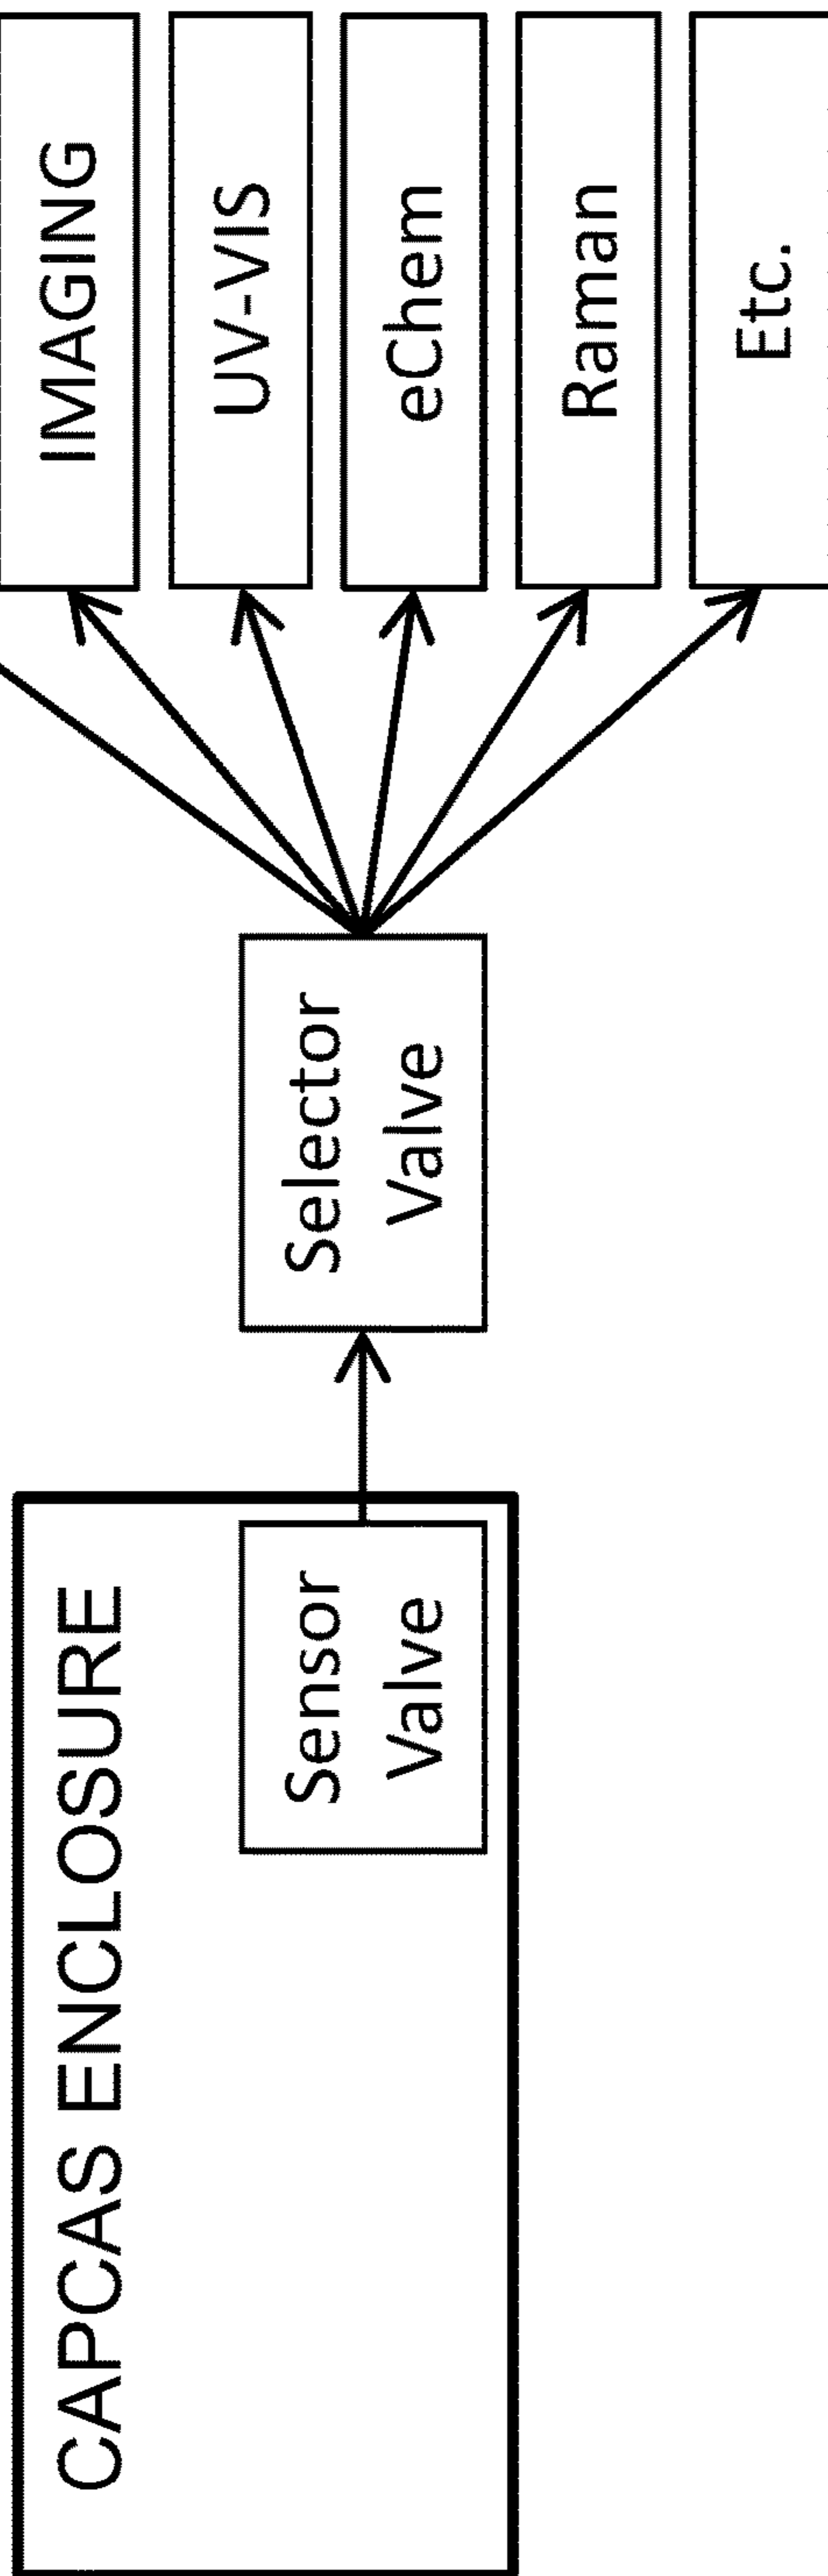 CAPCAS ENCLOSURE
Sensor
Valve
Selector
Valve
IMAGING
UV-VIS
eChem
Raman
Etc.